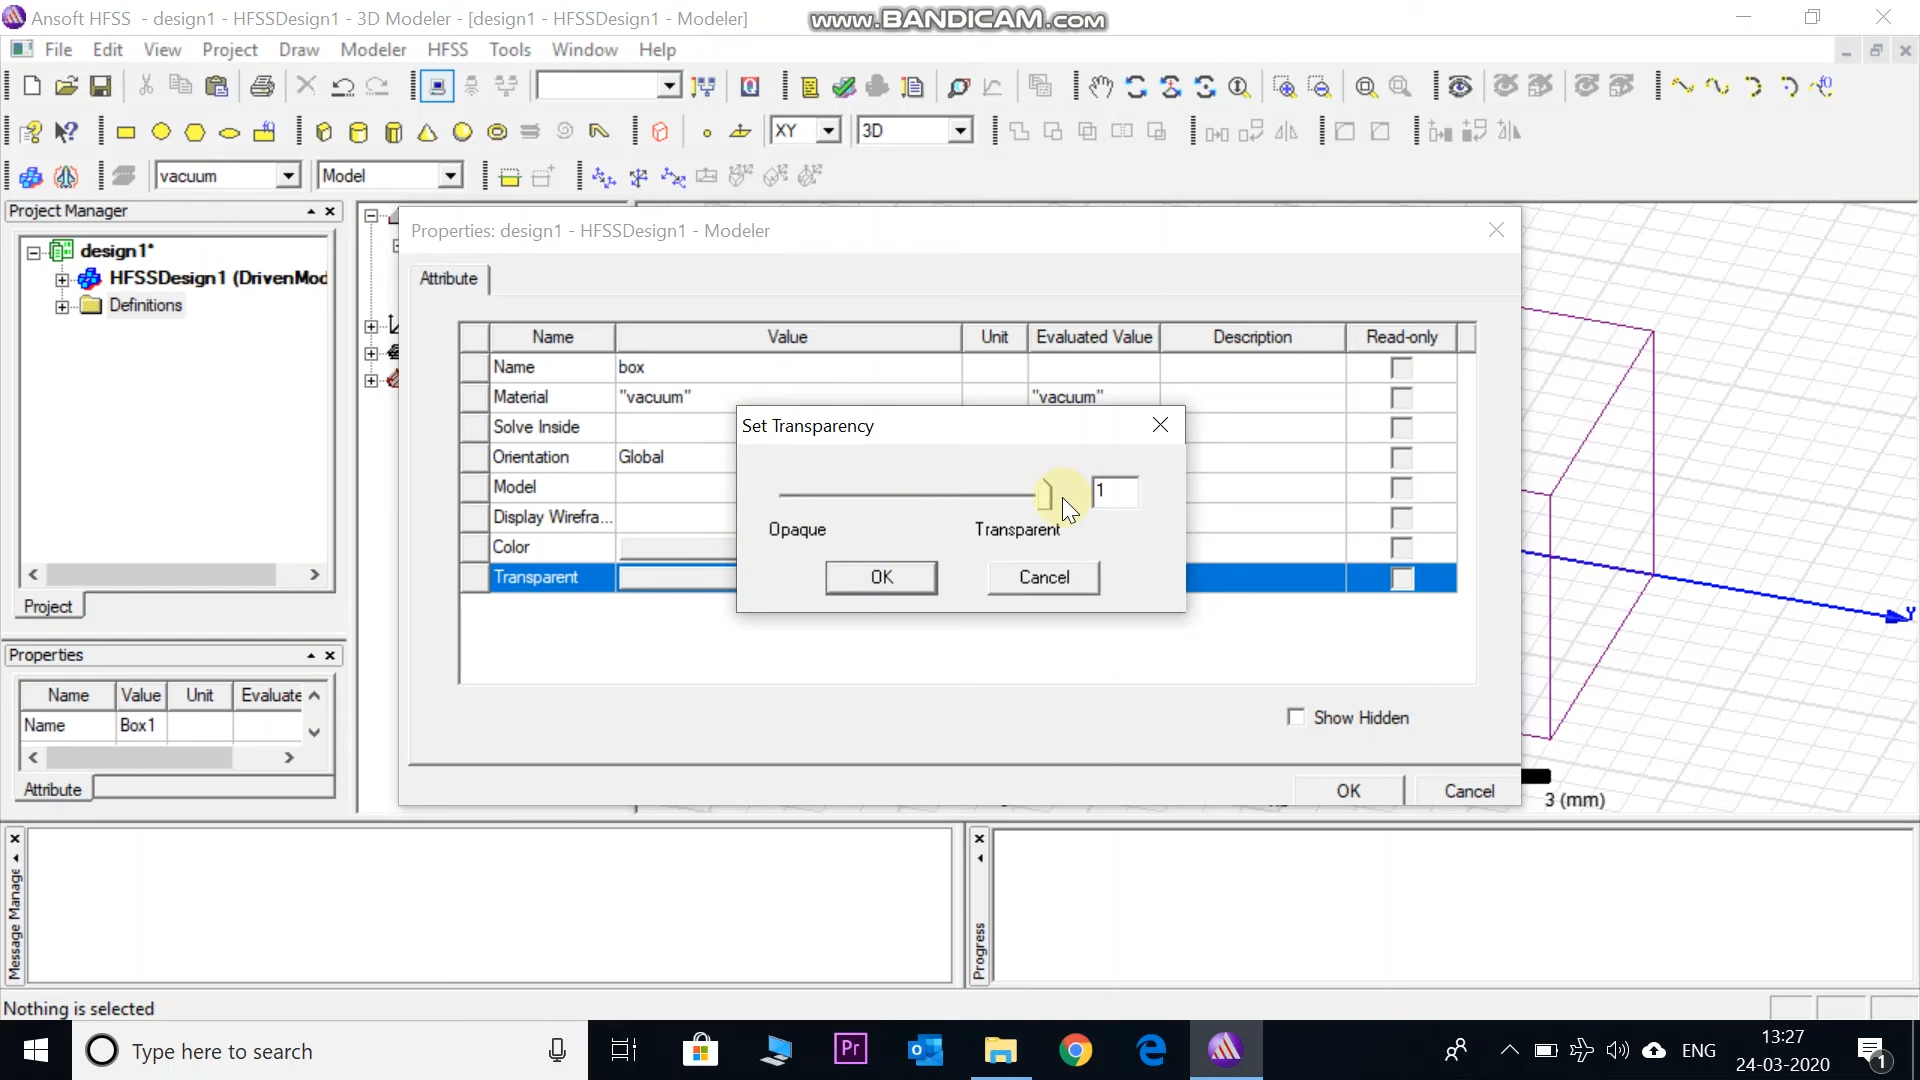 Ansoft HFSS - design1 - HFSSDesign1 - 3D Modeler - [design1 - HFSSDesign1 - Modeler]
www.BANDICAM.com
File Edit View Project Draw Modeler HFSS Tools Window Help
XY 3D
vacuum Model
Project Manager
design1*
HFSSDesign1 (DrivenMod
Definitions
Project
Properties
Name Value Unit Evaluate
Name Box1
Attribute
Properties: design1 - HFSSDesign1 - Modeler
Attribute
Name Value Unit Evaluated Value Description Read-only
Name box
Material "vacuum" "vacuum"
Solve Inside
Orientation Global
Model
Display Wirefra...
Color
Transparent
Set Transparency
1
Opaque Transparent
OK Cancel
Show Hidden
OK Cancel
Y
3 (mm)
Message Manage
Progress
Nothing is selected
Type here to search
Pr
ENG
13:27
24-03-2020
1